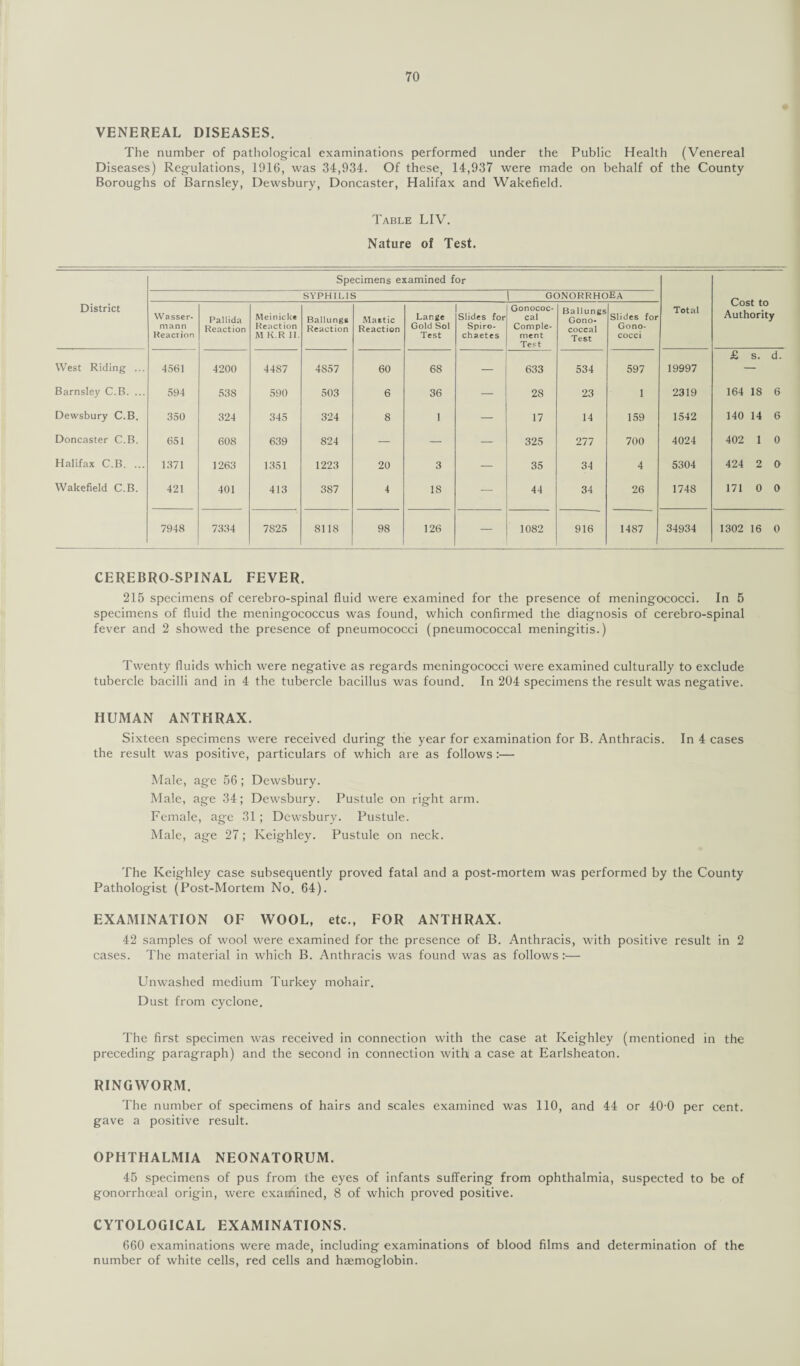 70
VENEREAL DISEASES.
The number of pathological examinations performed under the Public Health (Venereal
Diseases) Regulations, 1916, was 34,934. Of these, 14,937 were made on behalf of the County
Boroughs of Barnsley, Dewsbury, Doncaster, Halifax and Wakefield.
Table LIV.
Nature of Test.
District | Specimens examined for | Total | Cost to Authority
SYPHILIS | GONORRHOEA
Wassermann Reaction | Pallida Reaction | Meinicke Reaction M K.R II. | Ballungs Reaction | Mastic Reaction | Lange Gold Sol Test | Slides for Spirochaetes | Gonococcal Complement Test | Ballungs Gonococcal Test | Slides for Gonococci
£ s. d.
West Riding ... 4561 4200 4487 4857 60 68 — 633 534 597 19997 —
Barnsley C.B. ... 594 538 590 503 6 36 — 28 23 1 2319 164 18 6
Dewsbury C.B. 350 324 345 324 8 1 — 17 14 159 1542 140 14 6
Doncaster C.B. 651 608 639 824 — — — 325 277 700 4024 402 1 0
Halifax C.B. ... 1371 1263 1351 1223 20 3 — 35 34 4 5304 424 2 0
Wakefield C.B. 421 401 413 387 4 18 — 44 34 26 1748 171 0 0
7948 7334 7825 8118 98 126 — 1082 916 1487 34934 1302 16 0
CEREBRO-SPINAL FEVER.
215 specimens of cerebro-spinal fluid were examined for the presence of meningococci. In 5
specimens of fluid the meningococcus was found, which confirmed the diagnosis of cerebro-spinal
fever and 2 showed the presence of pneumococci (pneumococcal meningitis.)
Twenty fluids which were negative as regards meningococci were examined culturally to exclude
tubercle bacilli and in 4 the tubercle bacillus was found. In 204 specimens the result was negative.
HUMAN ANTHRAX.
Sixteen specimens were received during the year for examination for B. Anthracis. In 4 cases
the result was positive, particulars of which are as follows :—
Male, age 56; Dewsbury.
Male, age 34; Dewsbury. Pustule on right arm.
Female, age 31; Dewsbury. Pustule.
Male, age 27; Keighley. Pustule on neck.
The Keighley case subsequently proved fatal and a post-mortem was performed by the County
Pathologist (Post-Mortem No. 64).
EXAMINATION OF WOOL, etc., FOR ANTHRAX.
42 samples of wool were examined for the presence of B. Anthracis, with positive result in 2
cases. The material in which B. Anthracis was found was as follows :—
Unwashed medium Turkey mohair.
Dust from cyclone.
The first specimen was received in connection with the case at Keighley (mentioned in the
preceding paragraph) and the second in connection with a case at Earlsheaton.
RINGWORM.
The number of specimens of hairs and scales examined was 110, and 44 or 40·0 per cent.
gave a positive result.
OPHTHALMIA NEONATORUM.
45 specimens of pus from the eyes of infants suffering from ophthalmia, suspected to be of
gonorrhœal origin, were examined, 8 of which proved positive.
CYTOLOGICAL EXAMINATIONS.
660 examinations were made, including examinations of blood films and determination of the
number of white cells, red cells and hæmoglobin.